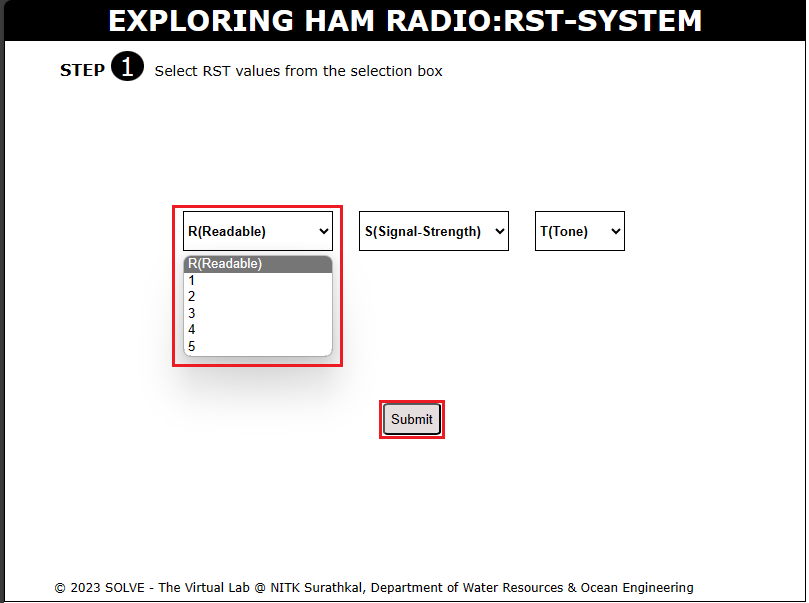 EXPLORING HAM RADIO:RST-SYSTEM
STEP 1 Select RST values from the selection box
R(Readable) S(Signal-Strength) T(Tone)
R(Readable)
1
2
3
4
5
Submit
© 2023 SOLVE - The Virtual Lab @ NITK Surathkal, Department of Water Resources & Ocean Engineering